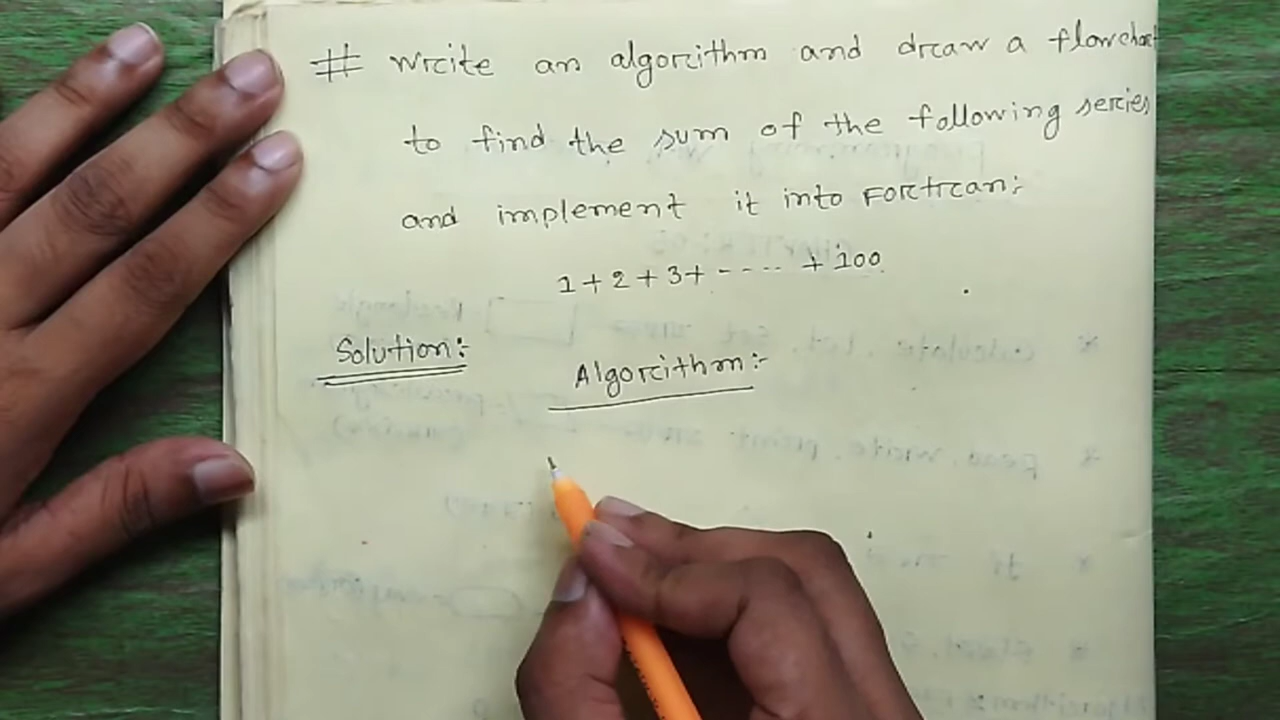 # Write an algorithm and draw a flowchart
to find the sum of the following series
and implement it into Fortran:
1 + 2 + 3 + - - - - + 100
Solution:-
Algorithm:-